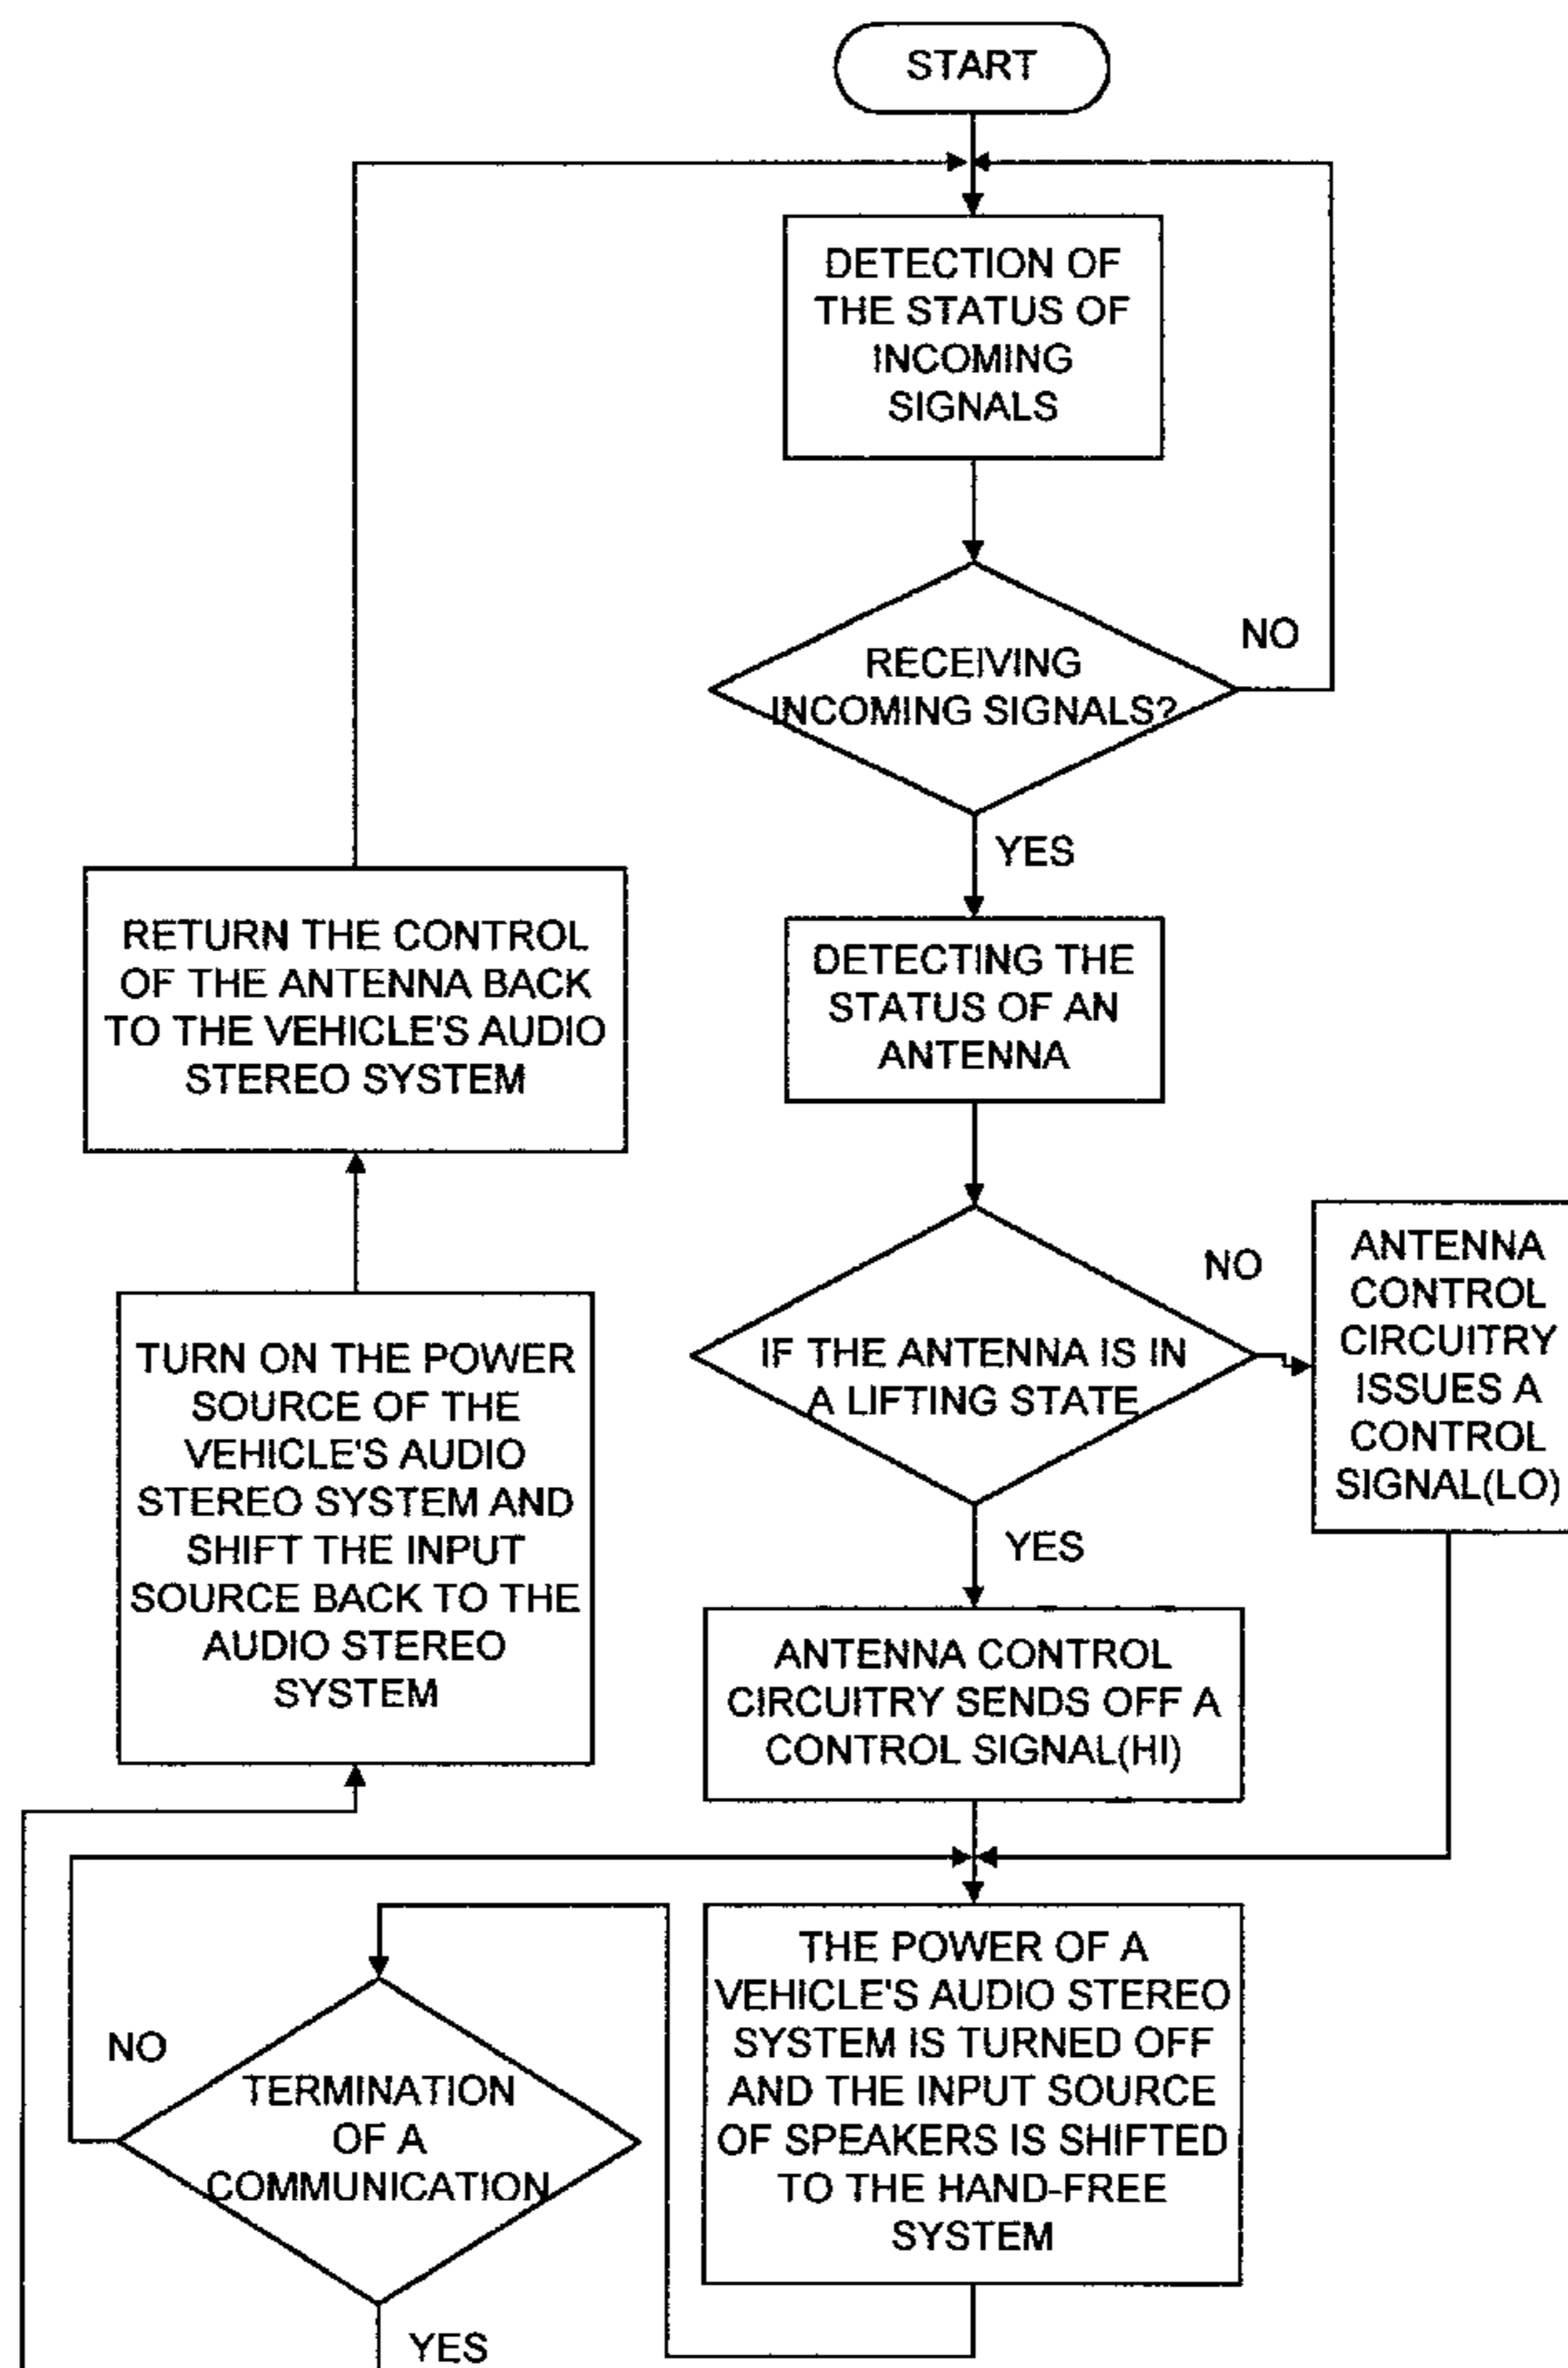 START
DETECTION OF
THE STATUS OF
INCOMING
SIGNALS
RECEIVING
INCOMING SIGNALS?
NO
YES
DETECTING THE
STATUS OF AN
ANTENNA
IF THE ANTENNA IS IN
A LIFTING STATE
NO
ANTENNA
CONTROL
CIRCUITRY
ISSUES A
CONTROL
SIGNAL(LO)
YES
ANTENNA CONTROL
CIRCUITRY SENDS OFF A
CONTROL SIGNAL(HI)
THE POWER OF A
VEHICLE'S AUDIO STEREO
SYSTEM IS TURNED OFF
AND THE INPUT SOURCE
OF SPEAKERS IS SHIFTED
TO THE HAND-FREE
SYSTEM
TERMINATION
OF A
COMMUNICATION
NO
YES
TURN ON THE POWER
SOURCE OF THE
VEHICLE'S AUDIO
STEREO SYSTEM AND
SHIFT THE INPUT
SOURCE BACK TO THE
AUDIO STEREO
SYSTEM
RETURN THE CONTROL
OF THE ANTENNA BACK
TO THE VEHICLE'S AUDIO
STEREO SYSTEM